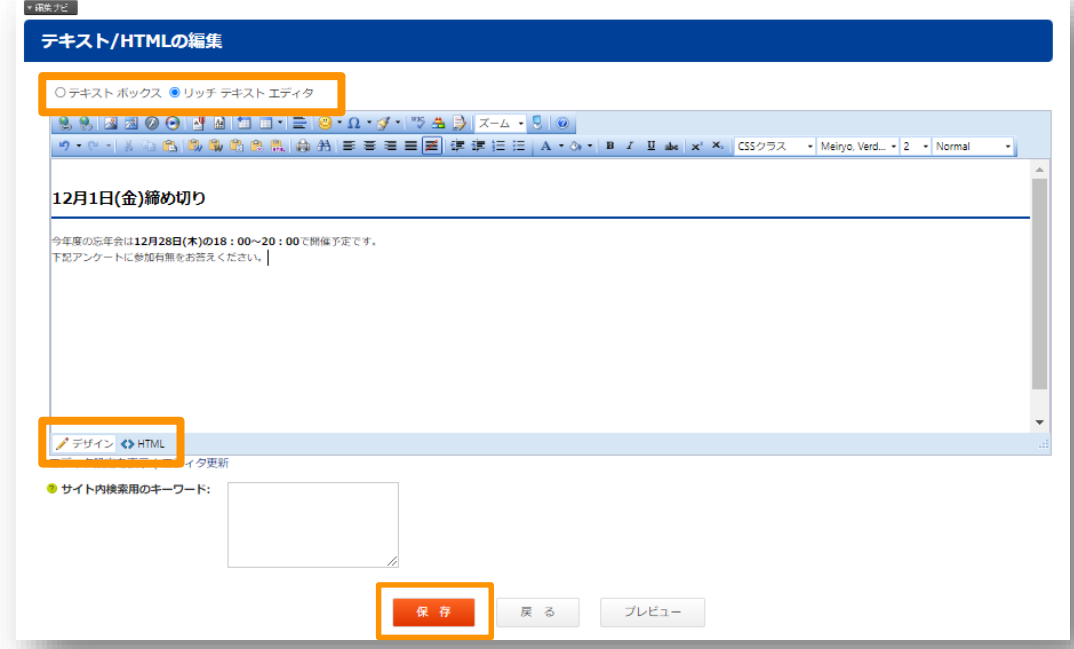 編集ナビ
テキスト/HTMLの編集
テキスト ボックス リッチ テキスト エディタ
ズーム
CSSクラス Meiryo, Verd... 2 Normal
12月1日(金)締め切り
今年度の忘年会は12月28日(木)の18：00～20：00で開催予定です。
下記アンケートに参加有無をお答えください。
デザイン HTML
ィタ更新
サイト内検索用のキーワード:
保 存 戻 る プレビュー